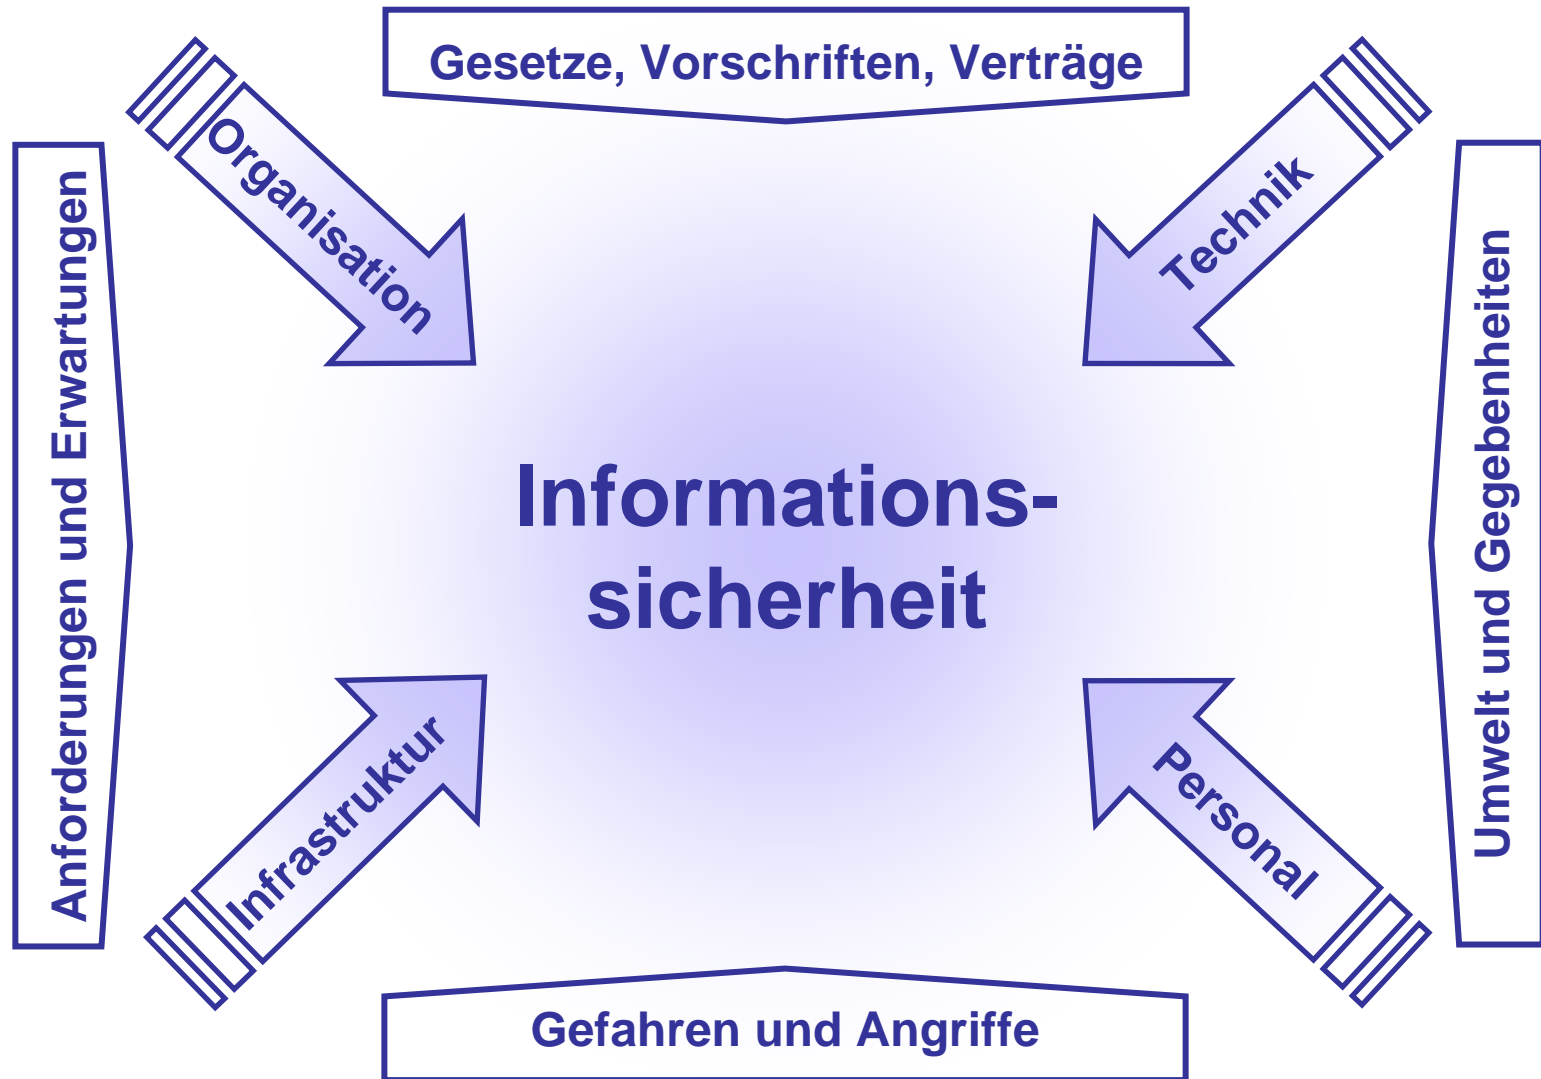 Gesetze, Vorschriften, Verträge
Organisation
Technik
Anforderungen und Erwartungen
Umwelt und Gegebenheiten
Informations-
sicherheit
Infrastruktur
Personal
Gefahren und Angriffe